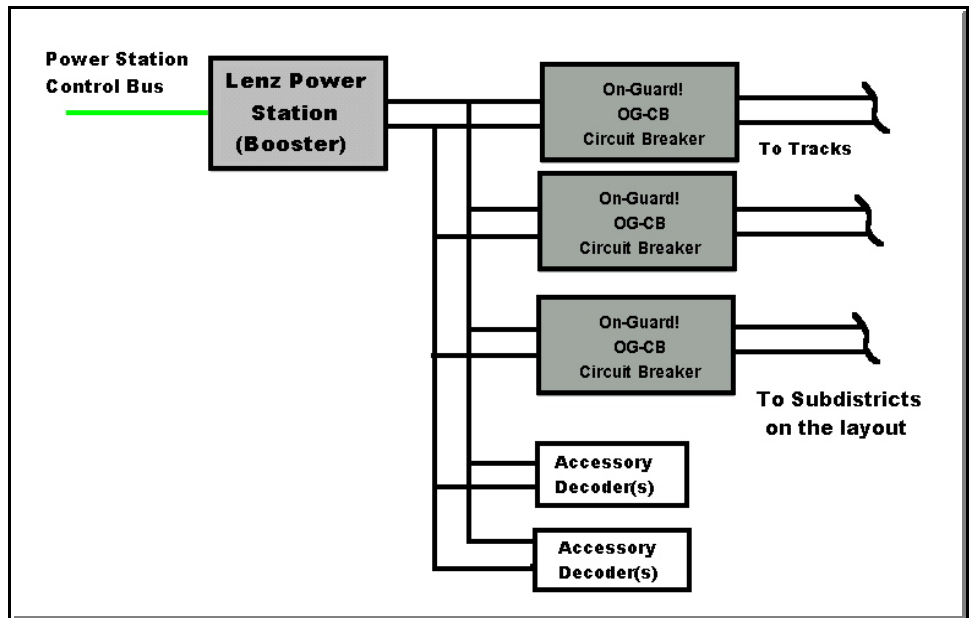 Power Station
Control Bus
Lenz Power
Station
(Booster)
On-Guard!
OG-CB
Circuit Breaker
To Tracks
On-Guard!
OG-CB
Circuit Breaker
On-Guard!
OG-CB
Circuit Breaker
To Subdistricts
on the layout
Accessory
Decoder(s)
Accessory
Decoder(s)